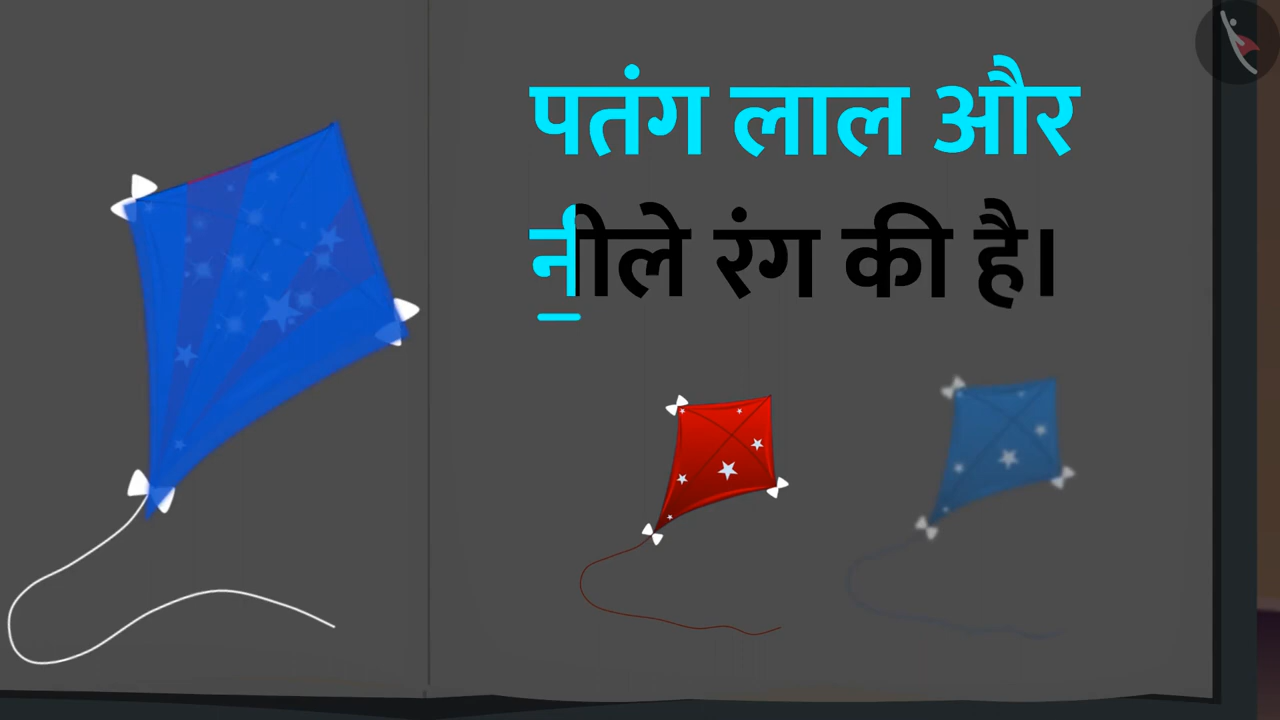 पतंग लाल और
नीले रंग की है।